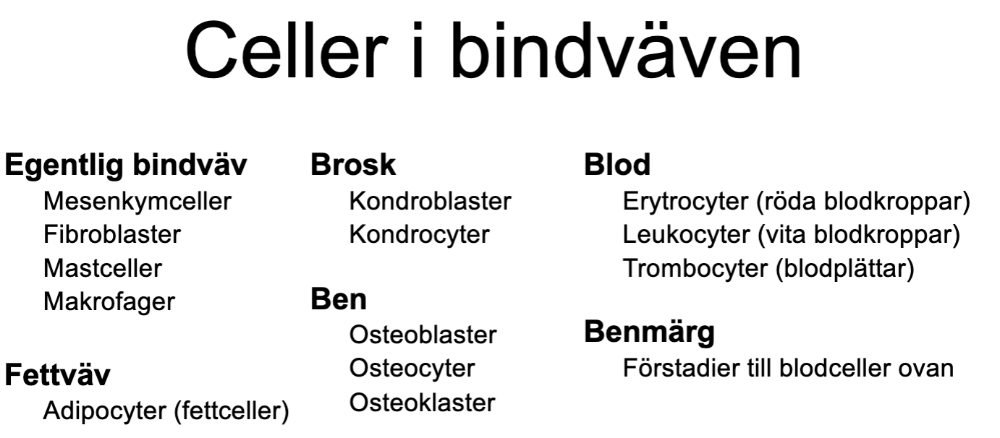 Celler i bindväven
Egentlig bindväv
Mesenkymceller
Fibroblaster
Mastceller
Makrofager
Fettväv
Adipocyter (fettceller)
Brosk
Kondroblaster
Kondrocyter
Ben
Osteoblaster
Osteocyter
Osteoklaster
Blod
Erytrocyter (röda blodkroppar)
Leukocyter (vita blodkroppar)
Trombocyter (blodplättar)
Benmärg
Förstadier till blodceller ovan